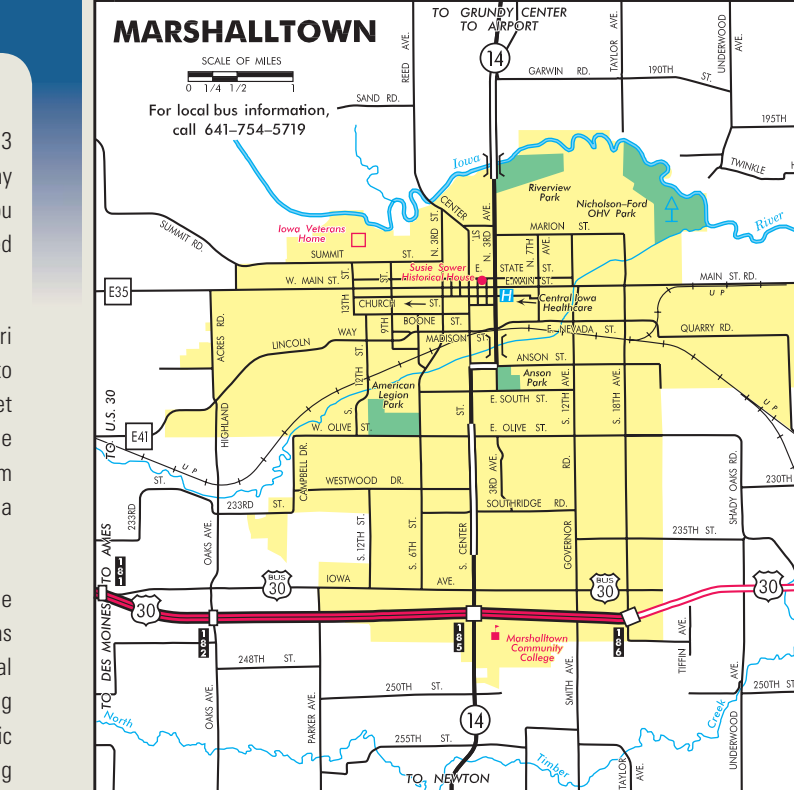 MARSHALLTOWN
SCALE OF MILES
0 1/4 1/2 1
For local bus information,
call 641–754–5719
TO GRUNDY CENTER
TO AIRPORT
14
REED AVE.
TAYLOR AVE.
UNDERWOOD AVE.
GARWIN RD.
190TH ST.
SAND RD.
195TH
TWINKLE
Iowa
River
Riverview
Park
Nicholson–Ford
OHV Park
CENTER ST.
N. 3RD ST.
N. 3RD AVE.
MARION ST.
N. 7TH AVE.
SUMMIT RD.
Iowa Veterans
Home
SUMMIT ST.
Susie Sower
Historical House
E. STATE ST.
W. MAIN ST.
E.MAIN ST.
MAIN ST. RD.
UP
E35
13TH ST.
9TH ST.
CHURCH ST.
H
Central Iowa
Healthcare
BOONE ST.
LINCOLN WAY
MADISON ST.
E. NEVADA ST.
QUARRY RD.
ACRES RD.
HIGHLAND
ANSON ST.
Anson
Park
S. 12TH ST.
American
Legion
Park
E. SOUTH ST.
S. 12TH AVE.
S. 18TH AVE.
UP
TO U.S. 30
E41
W. OLIVE ST.
E. OLIVE ST.
UP
CAMPBELL DR.
WESTWOOD DR.
3RD AVE.
SOUTHRIDGE RD.
GOVERNOR RD.
SHADY OAKS RD.
230TH
233RD ST.
233RD ST.
OAKS AVE.
S. 12TH ST.
S. 6TH ST.
S. CENTER ST.
235TH ST.
TO AMES
181
BUS 30
IOWA AVE.
BUS 30
30
30
182
185
186
Marshalltown
Community
College
TO DES MOINES
248TH ST.
TIFFIN AVE.
OAKS AVE.
250TH ST.
250TH ST.
PARKER AVE.
SMITH AVE.
UNDERWOOD AVE.
North
Timber
Creek
14
255TH ST.
TAYLOR AVE.
TO NEWTON